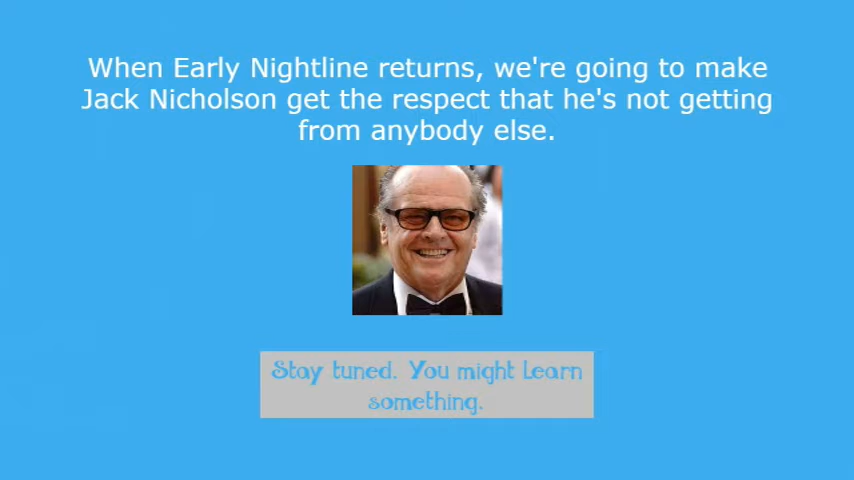 When Early Nightline returns, we're going to make
Jack Nicholson get the respect that he's not getting
from anybody else.
Stay tuned. You might Learn
something.